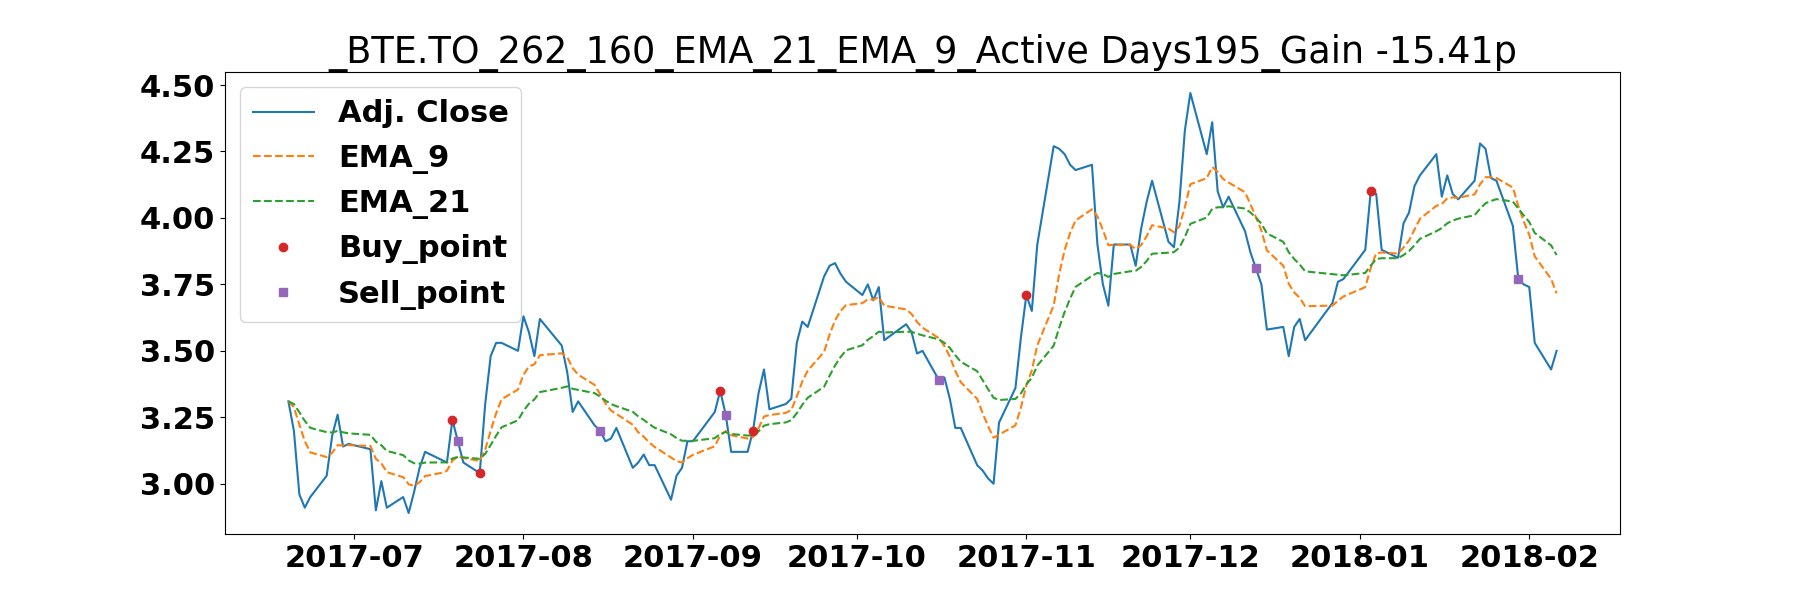 _BTE.TO_262_160_EMA_21_EMA_9_Active Days195_Gain -15.41p
4.50
4.25
4.00
3.75
3.50
3.25
3.00
Adj. Close
EMA_9
EMA_21
Buy_point
Sell_point
2017-07 2017-08 2017-09 2017-10 2017-11 2017-12 2018-01 2018-02